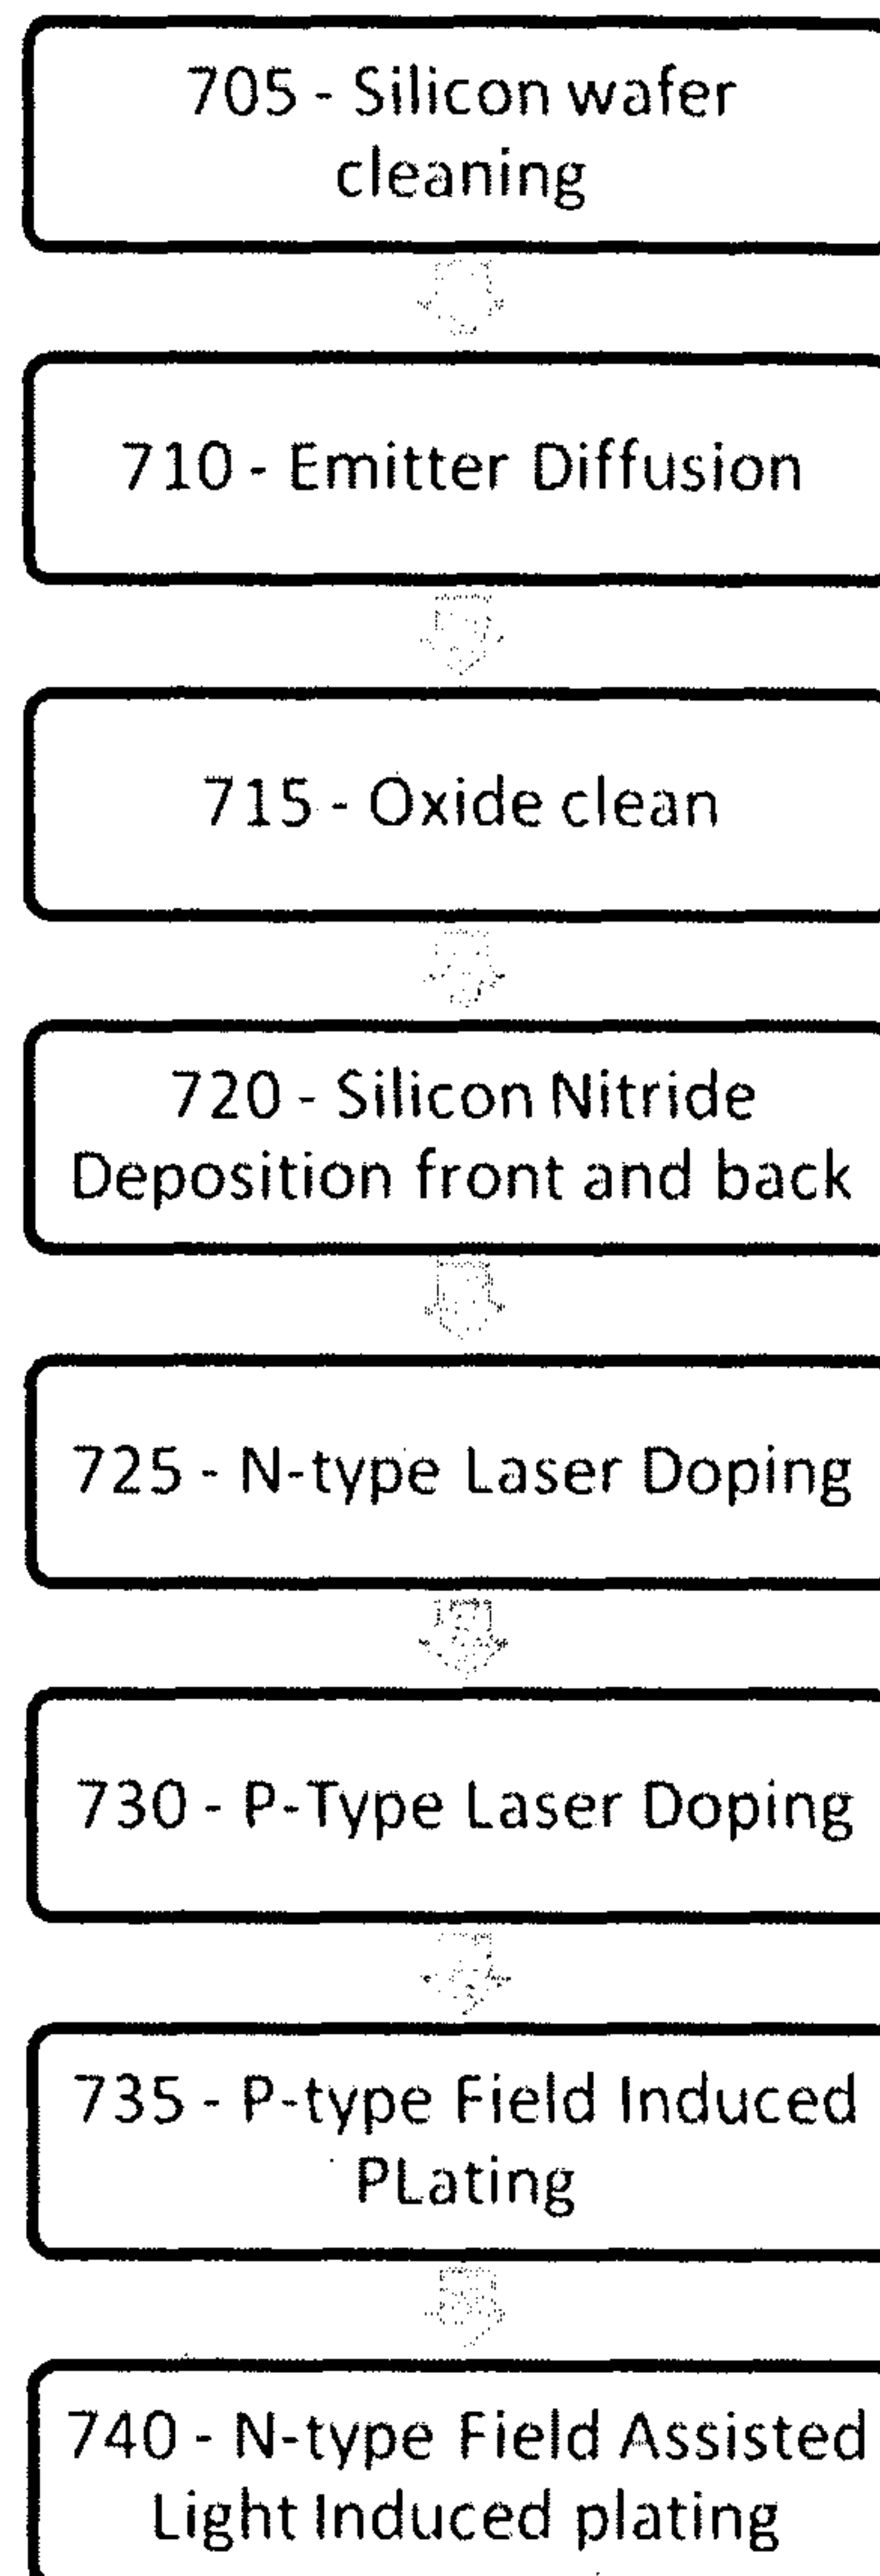 705 - Silicon wafer
cleaning
710 - Emitter Diffusion
715 - Oxide clean
720 - Silicon Nitride
Deposition front and back
725 - N-type Laser Doping
730 - P-Type Laser Doping
735 - P-type Field Induced
PLating
740 - N-type Field Assisted
Light Induced plating